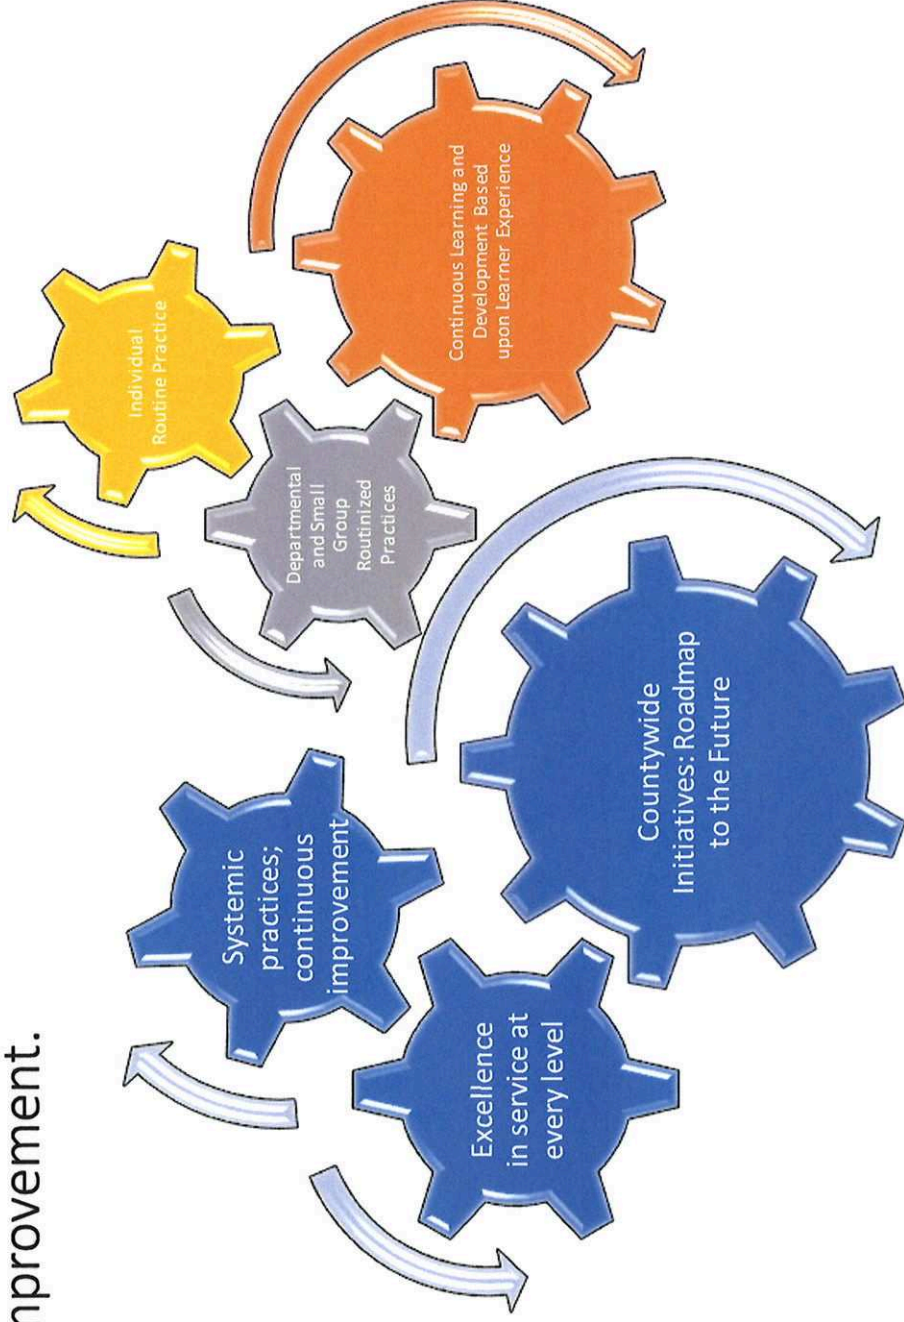 nprovement.
Systemic
practices;
continuous
improvement
Excellence
in service at
every level
Countywide
Initiatives: Roadmap
to the Future
Individual
Routine Practice
Departmental
and Small
Group
Routinized
Practices
Continuous Learning and
Development Based
upon Learner Experience